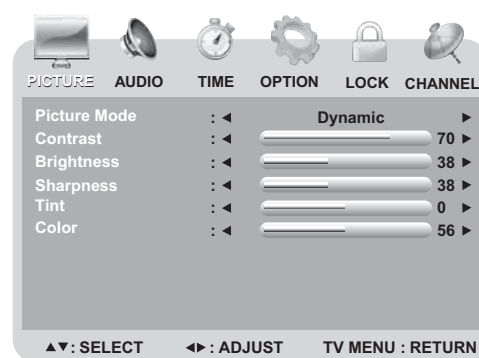 PICTURE AUDIO TIME OPTION LOCK CHANNEL
Picture Mode : ◄ Dynamic ►
Contrast : ◄ 70 ►
Brightness : ◄ 38 ►
Sharpness : ◄ 38 ►
Tint : ◄ 0 ►
Color : ◄ 56 ►
▲▼: SELECT ◄►: ADJUST TV MENU : RETURN